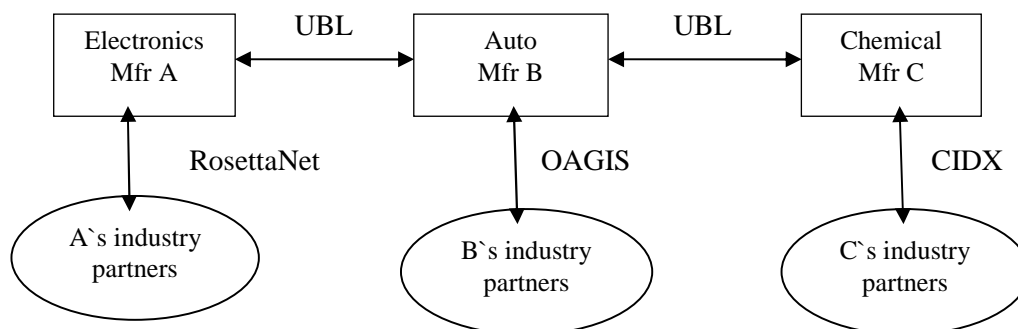 UBL
UBL
Electronics
Mfr A
Auto
Mfr B
Chemical
Mfr C
RosettaNet
OAGIS
CIDX
A`s industry
partners
B`s industry
partners
C`s industry
partners